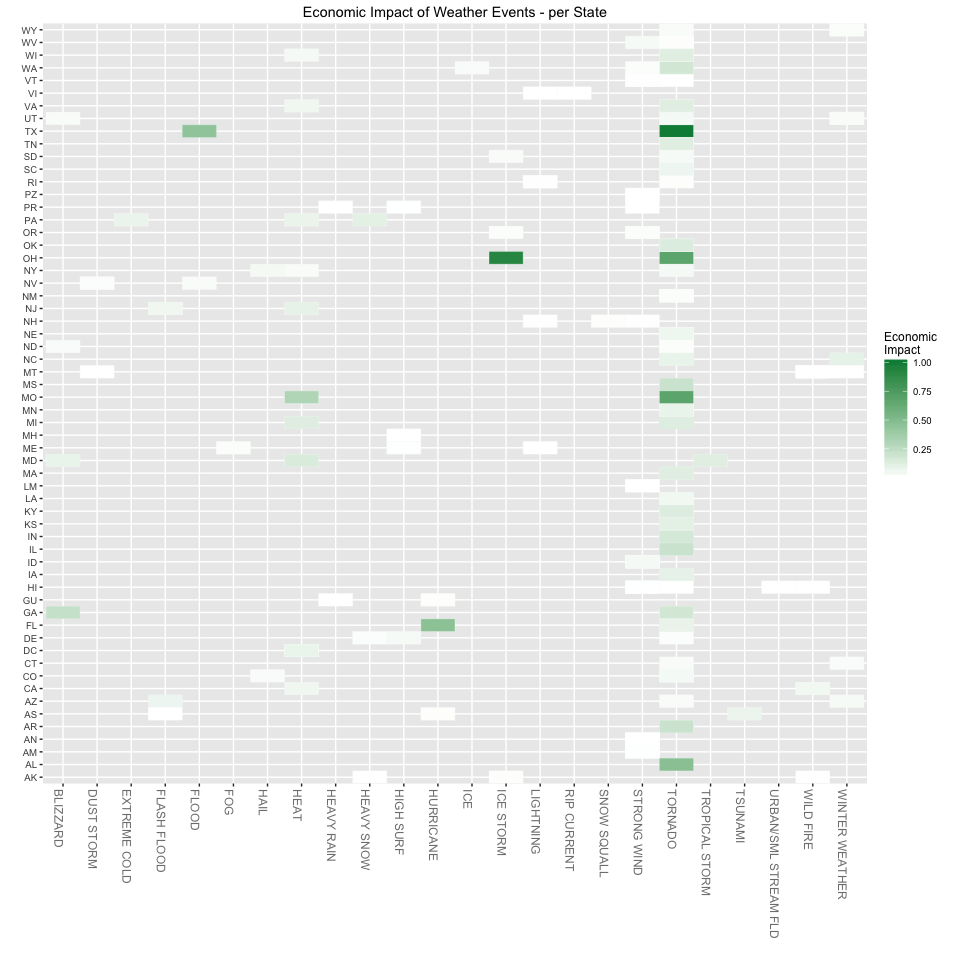 Economic Impact of Weather Events - per State
WY
WV
WI
WA
VT
VI
VA
UT
TX
TN
SD
SC
RI
PZ
PR
PA
OR
OK
OH
NY
NV
NM
NJ
NH
NE
ND
NC
MT
MS
MO
MN
MI
MH
ME
MD
MA
LM
LA
KY
KS
IN
IL
ID
IA
HI
GU
GA
FL
DE
DC
CT
CO
CA
AZ
AS
AR
AN
AM
AL
AK
BLIZZARD
DUST STORM
EXTREME COLD
FLASH FLOOD
FLOOD
FOG
HAIL
HEAT
HEAVY RAIN
HEAVY SNOW
HIGH SURF
HURRICANE
ICE
ICE STORM
LIGHTNING
RIP CURRENT
SNOW SQUALL
STRONG WIND
TORNADO
TROPICAL STORM
TSUNAMI
URBAN/SML STREAM FLD
WILD FIRE
WINTER WEATHER
Economic
Impact
1.00
0.75
0.50
0.25